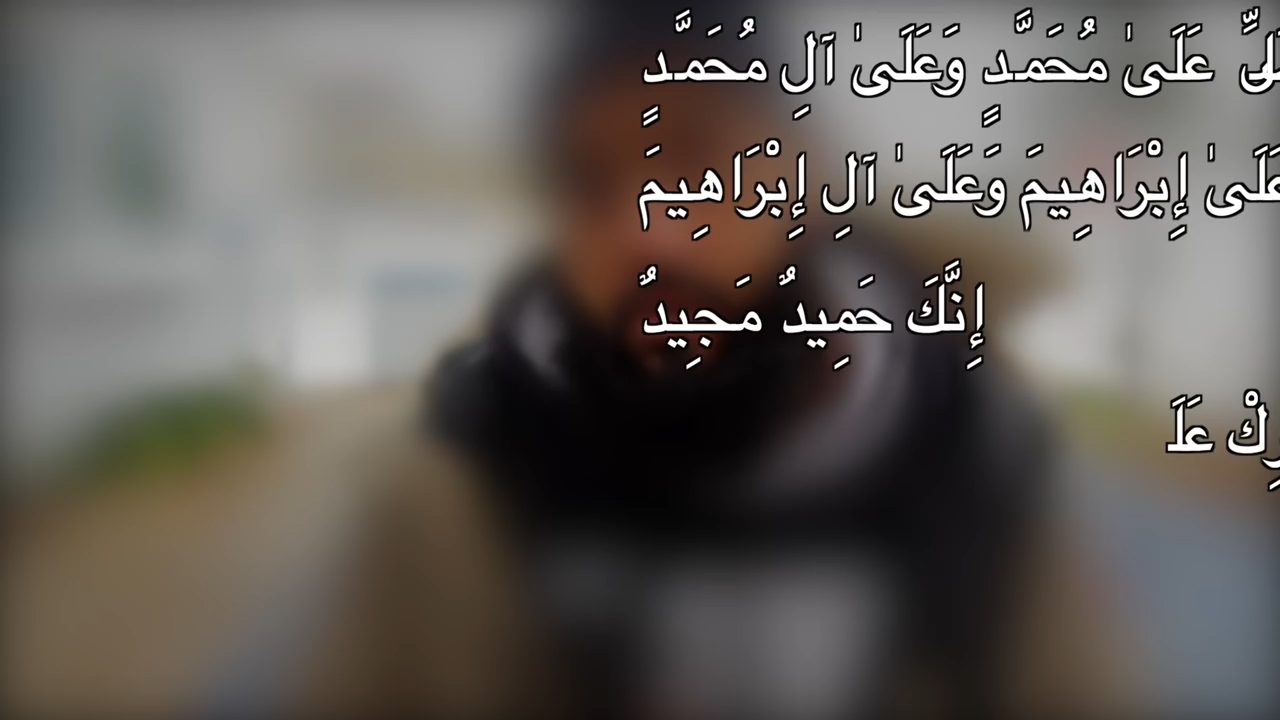 عَلَىٰ مُحَمَّدٍ وَعَلَىٰ آلِ مُحَمَّدٍ
إِبْرَاهِيمَ وَعَلَىٰ آلِ إِبْرَاهِيمَ
إِنَّكَ حَمِيدٌ مَجِيدٌ